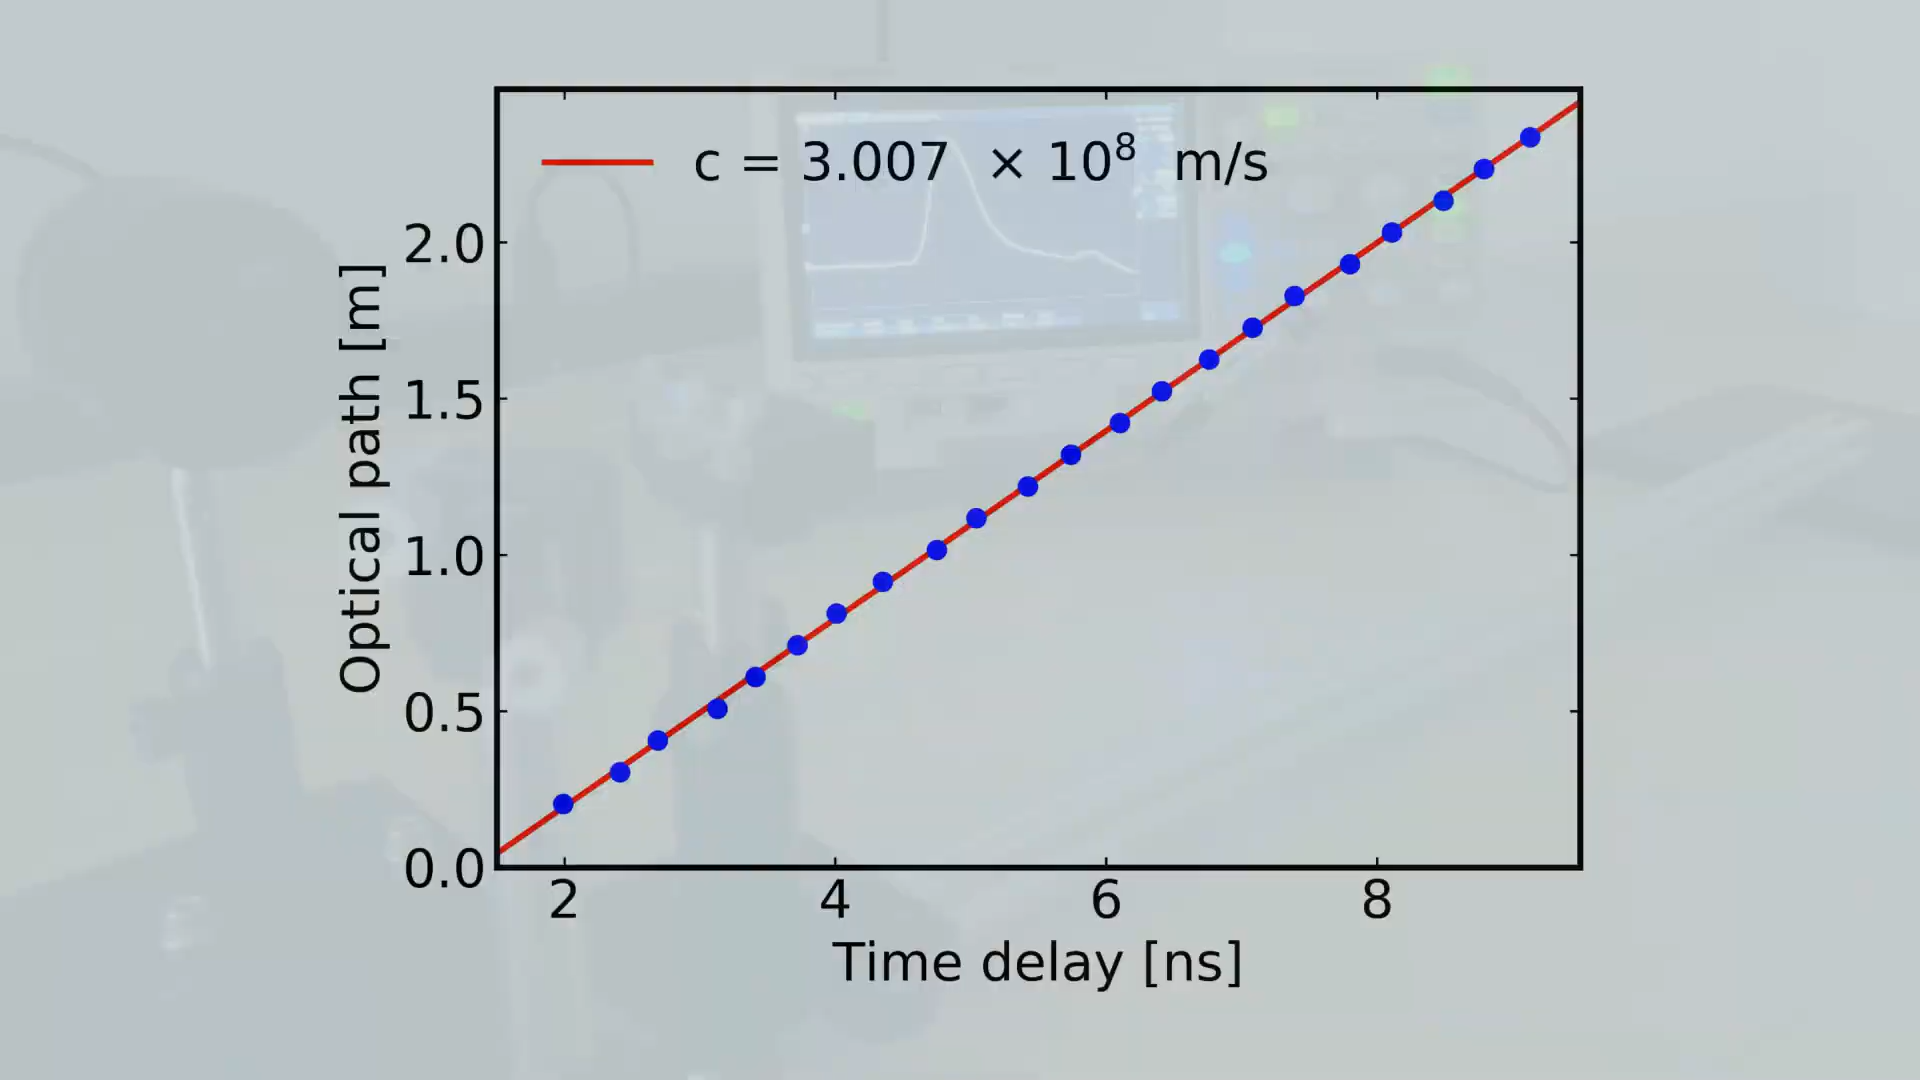 c = 3.007 × 10⁸ m/s
2.0
1.5
1.0
0.5
0.0
Optical path [m]
2 4 6 8
Time delay [ns]